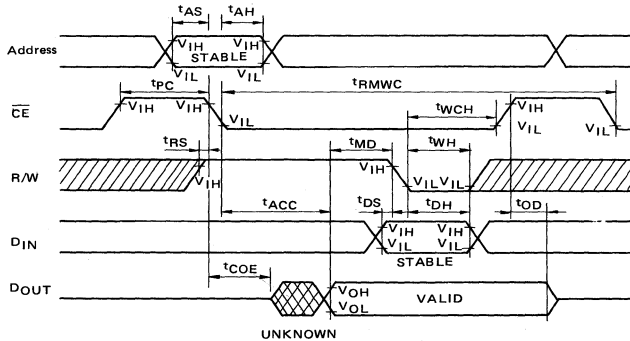 tAS tAH
Address VIH VIH
STABLE
VIL VIL
tPC tRMWC
CE VIH VIH tWCH VIH
VIL VIL VIL
tRS tMD tWH
R/W VIH VIH VIL VIL
tACC tDS tDH tOD
DIN VIH VIH
VIL VIL
STABLE
tCOE
DOUT VOH VALID
VOL
UNKNOWN